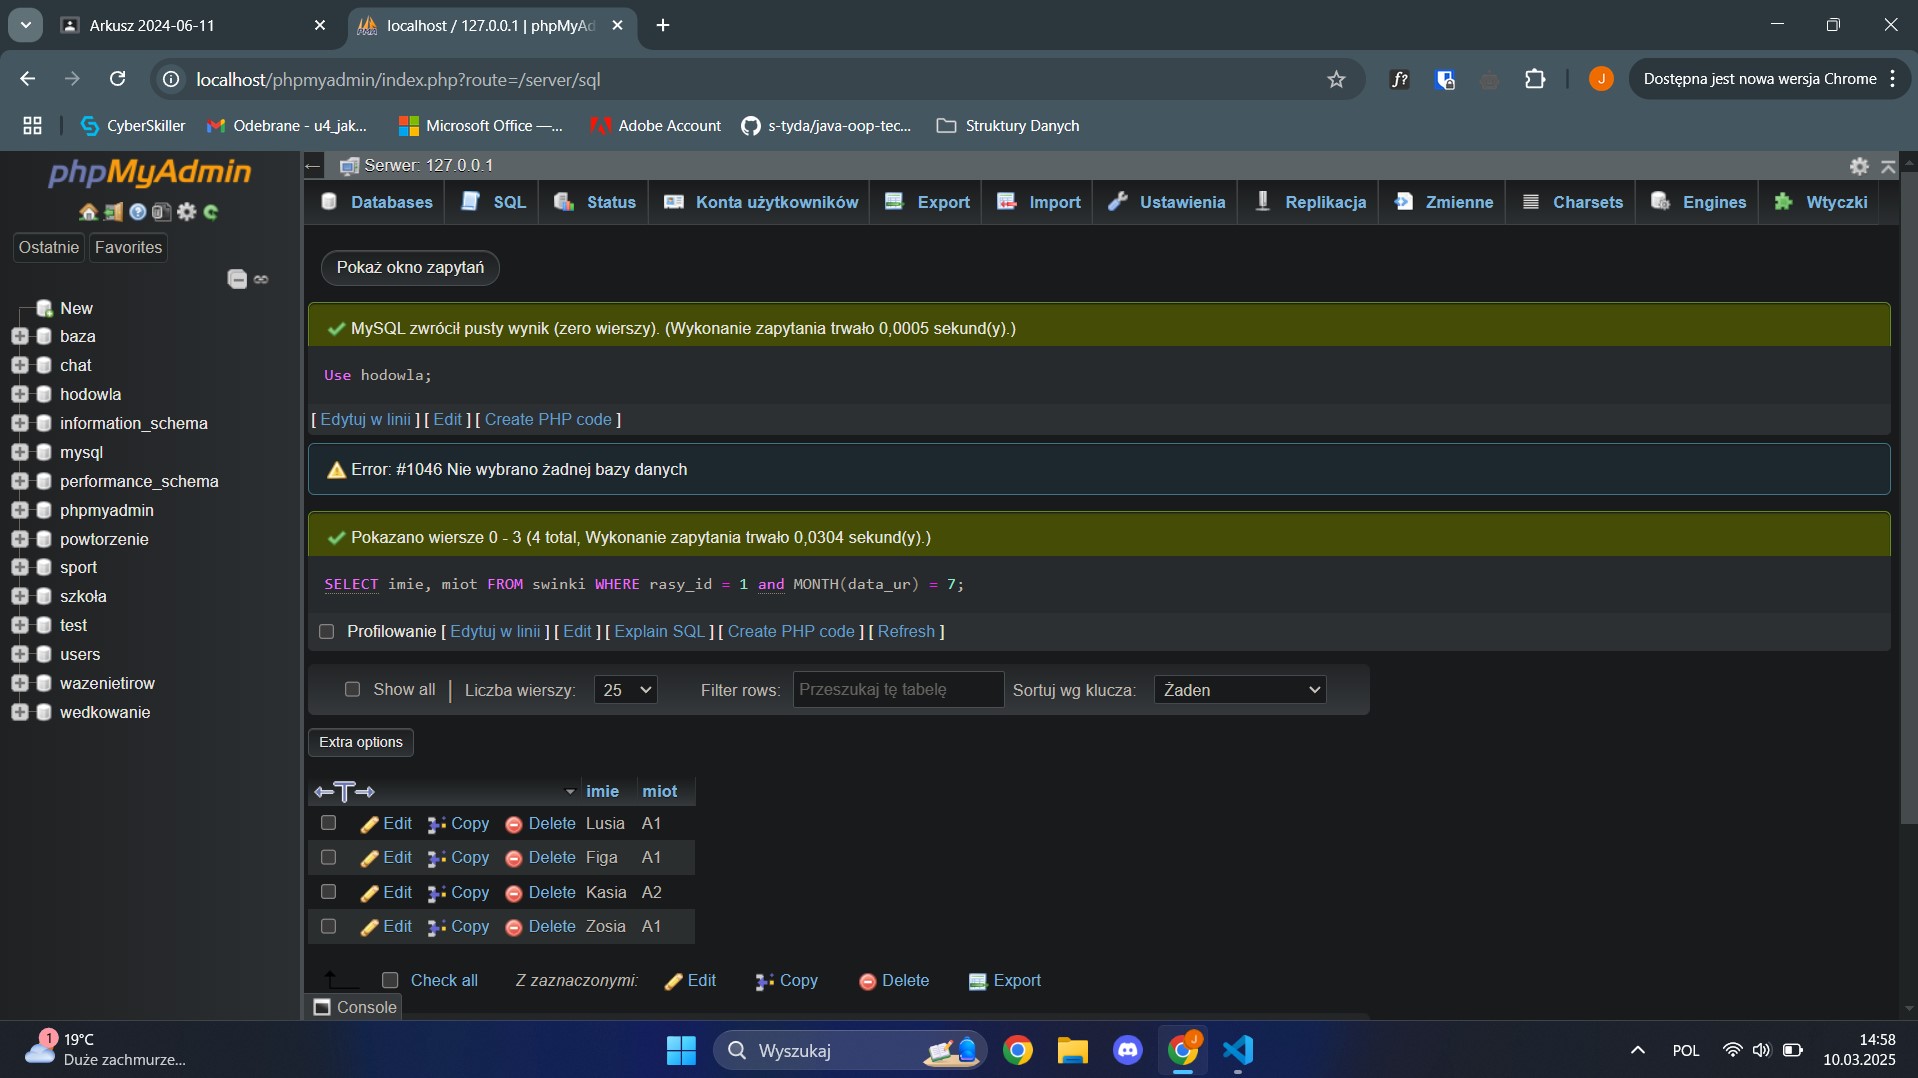 Arkusz 2024-06-11
localhost / 127.0.0.1 | phpMyAd
localhost/phpmyadmin/index.php?route=/server/sql
f?
J
Dostępna jest nowa wersja Chrome
CyberSkiller
Odebrane - u4_jak...
Microsoft Office —...
Adobe Account
s-tyda/java-oop-tec...
Struktury Danych
phpMyAdmin
Ostatnie
Favorites
New
baza
chat
hodowla
information_schema
mysql
performance_schema
phpmyadmin
powtorzenie
sport
szkoła
test
users
wazenietirow
wedkowanie
Serwer: 127.0.0.1
Databases
SQL
Status
Konta użytkowników
Export
Import
Ustawienia
Replikacja
Zmienne
Charsets
Engines
Wtyczki
Pokaż okno zapytań
MySQL zwrócił pusty wynik (zero wierszy). (Wykonanie zapytania trwało 0,0005 sekund(y).)
Use hodowla;
[ Edytuj w linii ] [ Edit ] [ Create PHP code ]
Error: #1046 Nie wybrano żadnej bazy danych
Pokazano wiersze 0 - 3 (4 total, Wykonanie zapytania trwało 0,0304 sekund(y).)
SELECT imie, miot FROM swinki WHERE rasy_id = 1 and MONTH(data_ur) = 7;
Profilowanie [ Edytuj w linii ] [ Edit ] [ Explain SQL ] [ Create PHP code ] [ Refresh ]
Show all | Liczba wierszy: 25 Filter rows: Przeszukaj tę tabelę Sortuj wg klucza: Żaden
Extra options
←T→ imie miot
Edit Copy Delete Lusia A1
Edit Copy Delete Figa A1
Edit Copy Delete Kasia A2
Edit Copy Delete Zosia A1
Check all Z zaznaczonymi: Edit Copy Delete Export
Console
1
19°C
Duże zachmurze...
Wyszukaj
J
POL
14:58
10.03.2025